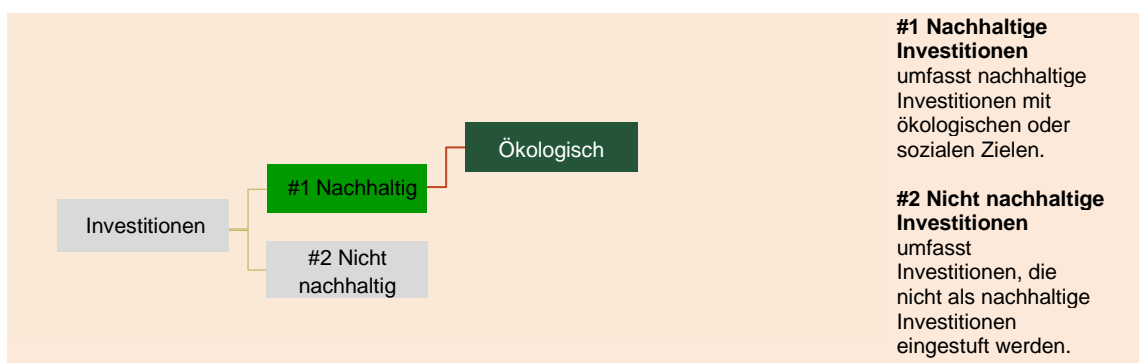 Ökologisch
#1 Nachhaltig
Investitionen
#2 Nicht
nachhaltig
#1 Nachhaltige
Investitionen
umfasst nachhaltige
Investitionen mit
ökologischen oder
sozialen Zielen.
#2 Nicht nachhaltige
Investitionen
umfasst
Investitionen, die
nicht als nachhaltige
Investitionen
eingestuft werden.